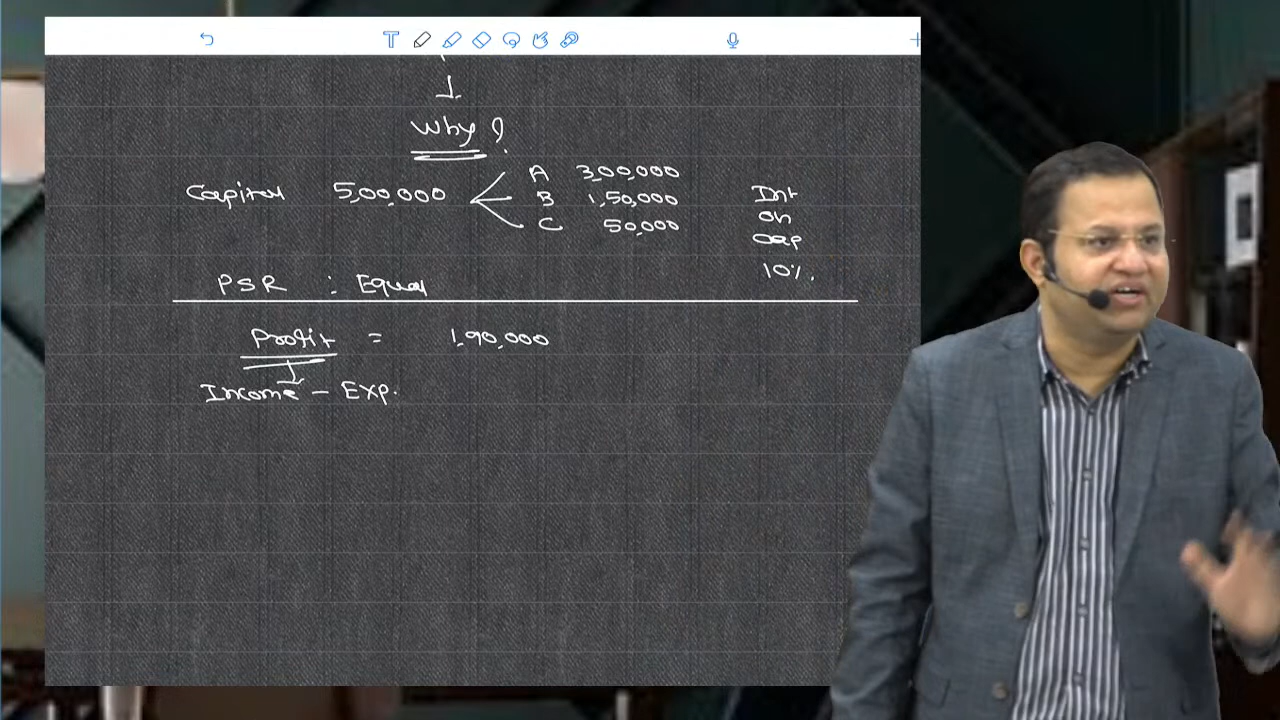 Why?
Capital 5,00,000
A 3,00,000
B 1,50,000
C 50,000
Int
on
cap
10%.
PSR : Equal
Profit = 1,90,000
Income - Exp.